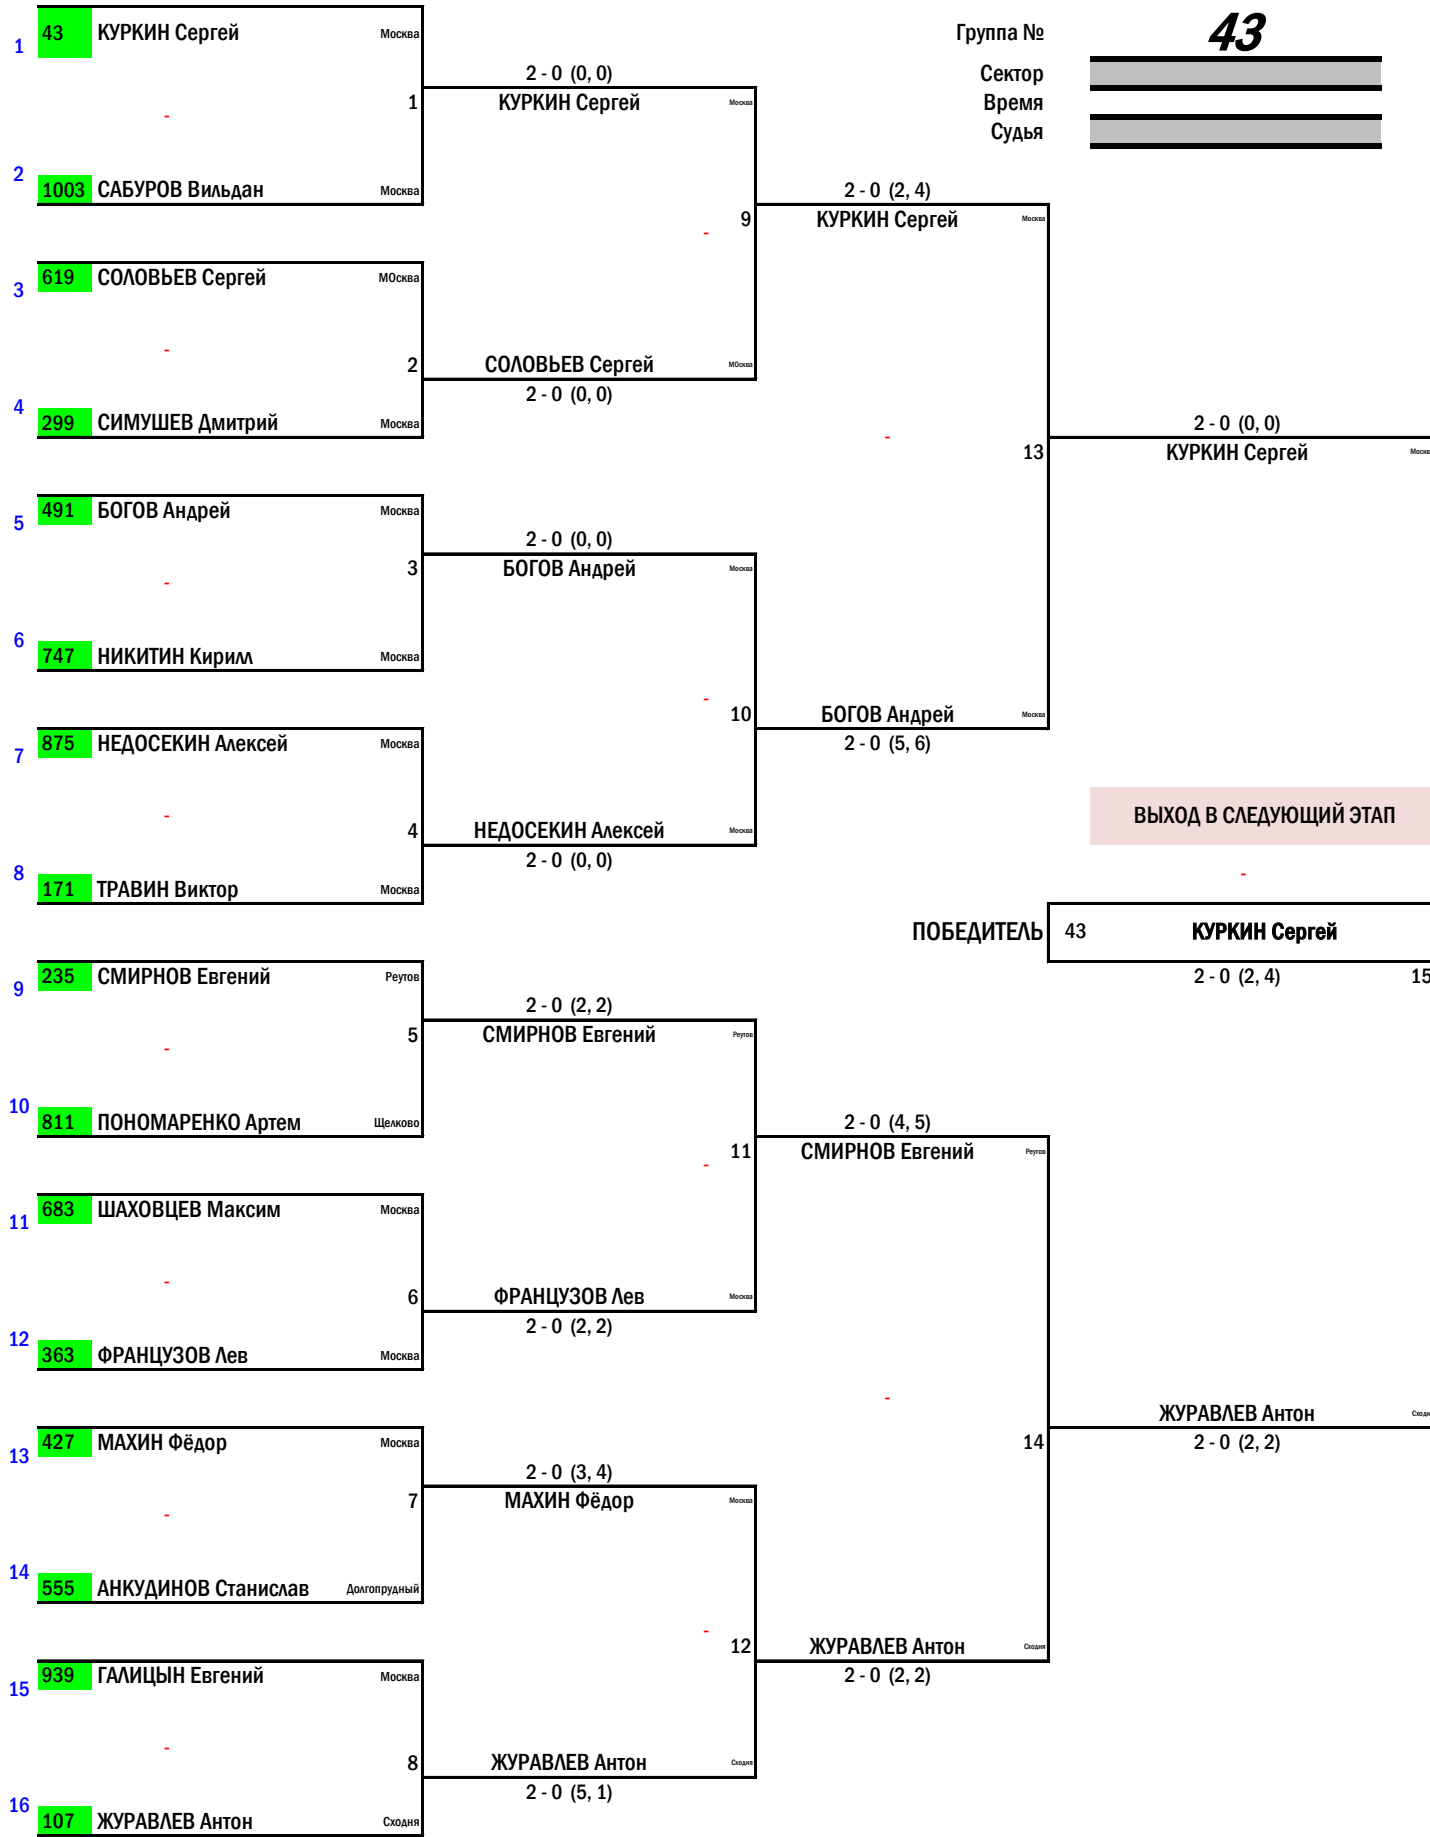 43 КУРКИН Сергей Москва
Группа № 43
1
Сектор
2 - 0 (0, 0)
1 КУРКИН Сергей Москва
Время
-
Судья
2
1003 САБУРОВ Вильдан Москва
2 - 0 (2, 4)
9 КУРКИН Сергей Москва
-
619 СОЛОВЬЕВ Сергей МОсква
3
-
2 СОЛОВЬЕВ Сергей МОсква
2 - 0 (0, 0)
4
299 СИМУШЕВ Дмитрий Москва
2 - 0 (0, 0)
-
13 КУРКИН Сергей Москв
491 БОГОВ Андрей Москва
5
2 - 0 (0, 0)
3 БОГОВ Андрей Москва
-
6
747 НИКИТИН Кирилл Москва
-
10 БОГОВ Андрей Москва
875 НЕДОСЕКИН Алексей Москва
2 - 0 (5, 6)
7
-
ВЫХОД В СЛЕДУЮЩИЙ ЭТАП
4 НЕДОСЕКИН Алексей Москва
2 - 0 (0, 0)
8
-
171 ТРАВИН Виктор Москва
ПОБЕДИТЕЛЬ 43 КУРКИН Сергей
235 СМИРНОВ Евгений Реутов
2 - 0 (2, 4) 15
9
2 - 0 (2, 2)
5 СМИРНОВ Евгений Реутов
-
10
811 ПОНОМАРЕНКО Артем Щелково
2 - 0 (4, 5)
11 СМИРНОВ Евгений Реутов
-
683 ШАХОВЦЕВ Максим Москва
11
-
6 ФРАНЦУЗОВ Лев Москва
2 - 0 (2, 2)
12
363 ФРАНЦУЗОВ Лев Москва
-
ЖУРАВЛЕВ Антон Сходн
427 МАХИН Фёдор Москва
14 2 - 0 (2, 2)
13
2 - 0 (3, 4)
7 МАХИН Фёдор Москва
-
14
555 АНКУДИНОВ Станислав Долгопрудный
-
12 ЖУРАВЛЕВ Антон Сходня
939 ГАЛИЦЫН Евгений Москва
2 - 0 (2, 2)
15
-
8 ЖУРАВЛЕВ Антон Сходня
2 - 0 (5, 1)
16
107 ЖУРАВЛЕВ Антон Сходня